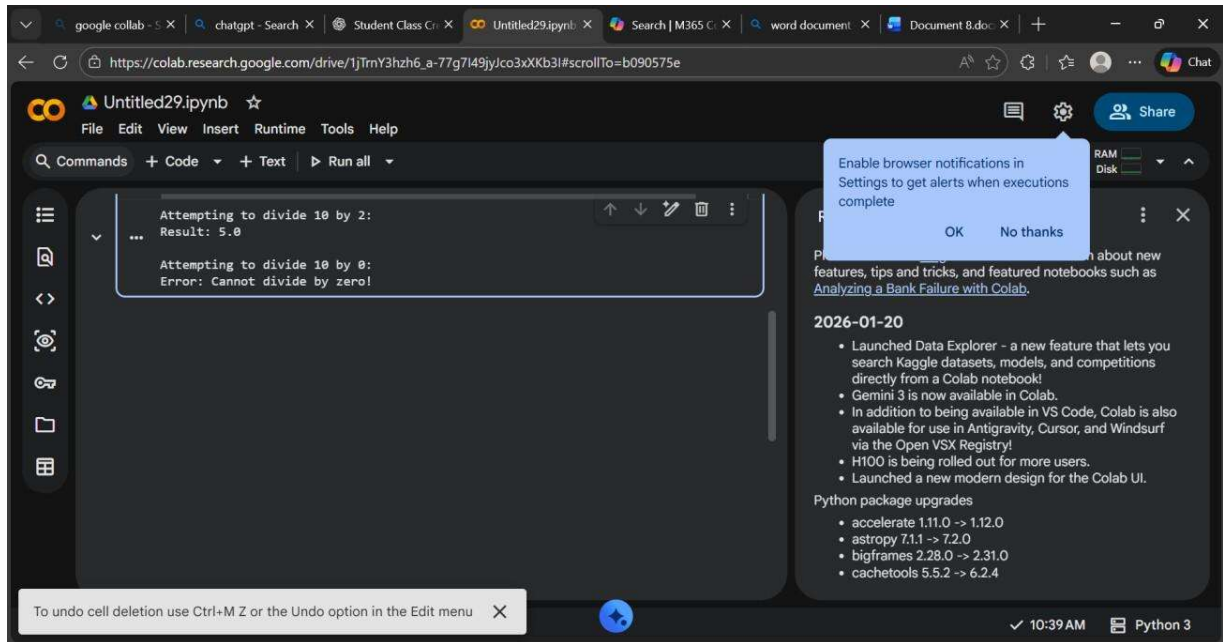 google collab - S
chatgpt - Search
Student Class Cr
Untitled29.ipynb
Search | M365 C
word document
Document 8.doc
https://colab.research.google.com/drive/1jTrnY3hzh6_a-77g7I49jyJco3xXKb3I#scrollTo=b090575e
Chat
Untitled29.ipynb
File Edit View Insert Runtime Tools Help
Share
Commands + Code + Text Run all
RAM
Disk
Enable browser notifications in
Settings to get alerts when executions
complete
OK No thanks
Attempting to divide 10 by 2:
Result: 5.0
Attempting to divide 10 by 0:
Error: Cannot divide by zero!
about new
features, tips and tricks, and featured notebooks such as
Analyzing a Bank Failure with Colab.
2026-01-20
• Launched Data Explorer - a new feature that lets you
search Kaggle datasets, models, and competitions
directly from a Colab notebook!
• Gemini 3 is now available in Colab.
• In addition to being available in VS Code, Colab is also
available for use in Antigravity, Cursor, and Windsurf
via the Open VSX Registry!
• H100 is being rolled out for more users.
• Launched a new modern design for the Colab UI.
Python package upgrades
• accelerate 1.11.0 -> 1.12.0
• astropy 7.1.1 -> 7.2.0
• bigframes 2.28.0 -> 2.31.0
• cachetools 5.5.2 -> 6.2.4
To undo cell deletion use Ctrl+M Z or the Undo option in the Edit menu
10:39 AM Python 3